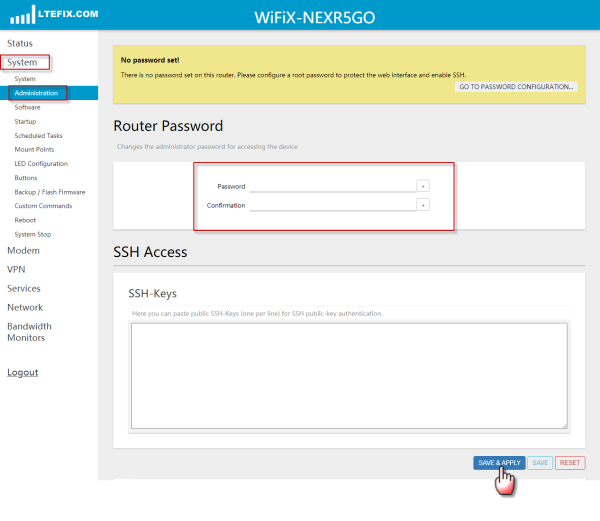 LTEFIX.COM
WiFiX-NEXR5GO
Status
System
System
Administration
Software
Startup
Scheduled Tasks
Mount Points
LED Configuration
Buttons
Backup / Flash Firmware
Custom Commands
Reboot
System Stop
Modem
VPN
Services
Network
Bandwidth
Monitors
Logout
No password set!
There is no password set on this router. Please configure a root password to protect the web interface and enable SSH.
GO TO PASSWORD CONFIGURATION...
Router Password
Changes the administrator password for accessing the device
Password
Confirmation
SSH Access
SSH-Keys
Here you can paste public SSH-Keys (one per line) for SSH public-key authentication.
SAVE & APPLY SAVE RESET